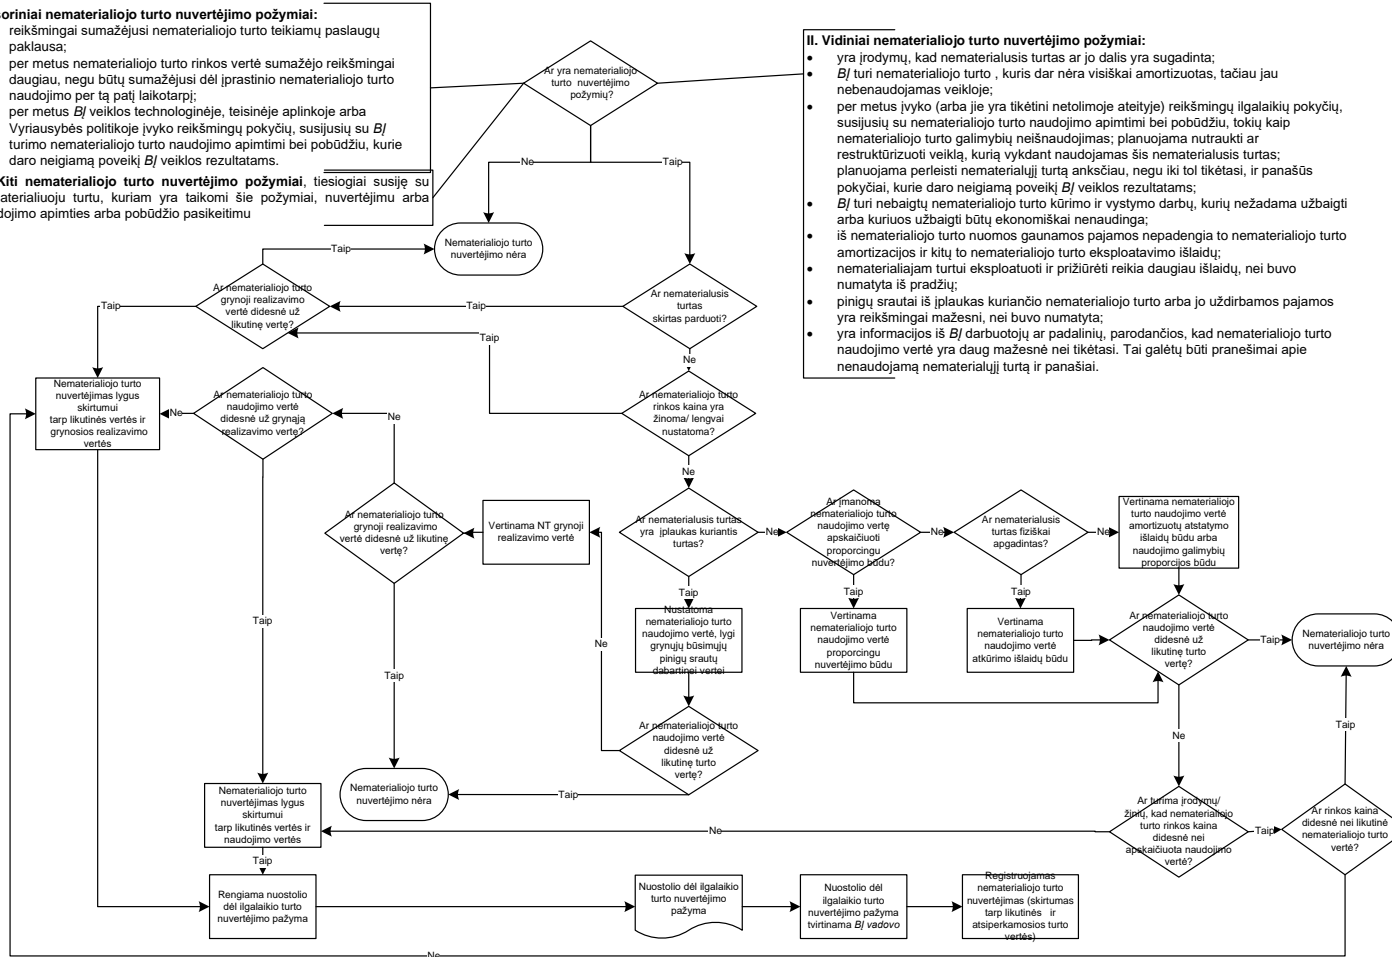 nematerialiojo turto nuvertėjimo požymiai:
reikšmingai sumažėjusi nematerialiojo turto teikiamų paslaugų
paklausa;
per metus nematerialiojo turto rinkos vertė sumažėjo reikšmingai
daugiau, negu būtų sumažėjusi dėl įprastinio nematerialiojo turto
naudojimo per tą patį laikotarpį;
per metus BĮ veiklos technologinėje, teisinėje aplinkoje arba
Vyriausybės politikoje įvyko reikšmingų pokyčių, susijusių su BĮ
turimo nematerialiojo turto naudojimo apimtimi bei pobūdžiu, kurie
daro neigiamą poveikį BĮ veiklos rezultatams.
Kiti nematerialiojo turto nuvertėjimo požymiai, tiesiogiai susiję su
turtu, kuriam yra taikomi šie požymiai, nuvertėjimu arba
apimties arba pobūdžio pasikeitimu
Ar yra nematerialiojo
turto nuvertėjimo
požymių?
II. Vidiniai nematerialiojo turto nuvertėjimo požymiai:
• yra įrodymų, kad nematerialusis turtas ar jo dalis yra sugadinta;
• BĮ turi nematerialiojo turto , kuris dar nėra visiškai amortizuotas, tačiau jau
nebenaudojamas veikloje;
• per metus įvyko (arba jie yra tikėtini netolimoje ateityje) reikšmingų ilgalaikių pokyčių,
susijusių su nematerialiojo turto naudojimo apimtimi bei pobūdžiu, tokių kaip
nematerialiojo turto galimybių neišnaudojimas; planuojama nutraukti ar
restruktūrizuoti veiklą, kurią vykdant naudojamas šis nematerialusis turtas;
planuojama perleisti nematerialųjį turtą anksčiau, negu iki tol tikėtasi, ir panašūs
pokyčiai, kurie daro neigiamą poveikį BĮ veiklos rezultatams;
• BĮ turi nebaigtų nematerialiojo turto kūrimo ir vystymo darbų, kurių nežadama užbaigti
arba kuriuos užbaigti būtų ekonomiškai nenaudinga;
• iš nematerialiojo turto nuomos gaunamos pajamos nepadengia to nematerialiojo turto
amortizacijos ir kitų to nematerialiojo turto eksploatavimo išlaidų;
• nematerialiajam turtui eksploatuoti ir prižiūrėti reikia daugiau išlaidų, nei buvo
numatyta iš pradžių;
• pinigų srautai iš įplaukas kuriančio nematerialiojo turto arba jo uždirbamos pajamos
yra reikšmingai mažesni, nei buvo numatyta;
• yra informacijos iš BĮ darbuotojų ar padalinių, parodančios, kad nematerialiojo turto
naudojimo vertė yra daug mažesnė nei tikėtasi. Tai galėtų būti pranešimai apie
nenaudojamą nematerialųjį turtą ir panašiai.
Ne
Taip
Nematerialiojo turto
nuvertėjimo nėra
Taip
Ar nematerialiojo turto
grynoji realizavimo
vertė didesnė už
likutinę vertę?
Taip
Taip
Ar nematerialusis
turtas
skirtas parduoti?
Ne
Nematerialiojo turto
nuvertėjimas lygus
skirtumui
tarp likutinės vertės ir
grynosios realizavimo
vertės
Ne
Ar nematerialiojo turto
naudojimo vertė
didesnė už grynąją
realizavimo vertę?
Ne
Ar nematerialiojo turto
rinkos kaina yra
žinoma/ lengvai
nustatoma?
Ne
Ar nematerialiojo turto
grynoji realizavimo
vertė didesnė už likutinę
vertę?
Vertinama NT grynoji
realizavimo vertė
Ar nematerialusis turtas
yra įplaukas kuriantis
turtas?
Ne
Ar įmanoma
nematerialiojo turto
naudojimo vertę
apskaičiuoti
proporcingu
nuvertėjimo būdu?
Ne
Ar nematerialusis
turtas fiziškai
apgadintas?
Ne
Vertinama nematerialiojo
turto naudojimo vertė
amortizuotų atstatymo
išlaidų būdu arba
naudojimo galimybių
proporcijos būdu
Taip
Taip
Taip
Taip
Ne
Nustatoma
nematerialiojo turto
naudojimo vertė, lygi
grynųjų būsimųjų
pinigų srautų
dabartinei vertei
Vertinama
nematerialiojo turto
naudojimo vertė
proporcingu
nuvertėjimo būdu
Vertinama
nematerialiojo turto
naudojimo vertė
atkūrimo išlaidų būdu
Ar nematerialiojo turto
naudojimo vertė
didesnė už
likutinę turto
vertę?
Taip
Nematerialiojo turto
nuvertėjimo nėra
Taip
Ar nematerialiojo turto
naudojimo vertė
didesnė už
likutinę turto
vertę?
Ne
Taip
Nematerialiojo turto
nuvertėjimo nėra
Taip
Nematerialiojo turto
nuvertėjimas lygus
skirtumui
tarp likutinės vertės ir
naudojimo vertės
Ne
Ar turima įrodymų/
žinių, kad nematerialiojo
turto rinkos kaina
didesnė nei
apskaičiuota naudojimo
vertė?
Taip
Ar rinkos kaina
didesnė nei likutinė
nematerialiojo turto
vertė?
Taip
Rengiama nuostolio
dėl ilgalaikio turto
nuvertėjimo pažyma
Nuostolio dėl ilgalaikio
turto nuvertėjimo
pažyma
Nuostolio dėl
ilgalaikio turto
nuvertėjimo pažyma
tvirtinama BĮ vadovo
Registruojamas
nematerialiojo turto
nuvertėjimas (skirtumas
tarp likutinės ir
atsiperkamosios turto
vertės)
Ne